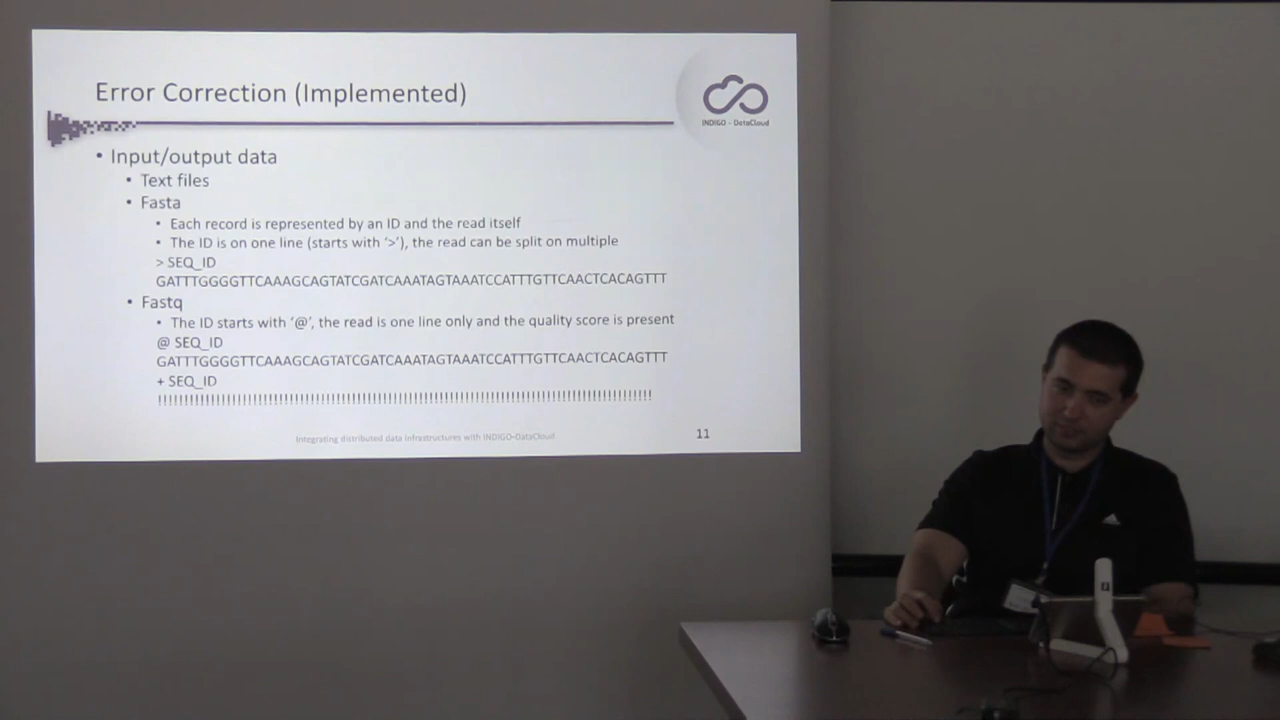 Error Correction (Implemented)
INDIGO - DataCloud
• Input/output data
• Text files
• Fasta
• Each record is represented by an ID and the read itself
• The ID is on one line (starts with '>'), the read can be split on multiple
> SEQ_ID
GATTTGGGGTTCAAAGCAGTATCGATCAAATAGTAAATCCATTTGTTCAACTCACAGTTT
• Fastq
• The ID starts with '@', the read is one line only and the quality score is present
@ SEQ_ID
GATTTGGGGTTCAAAGCAGTATCGATCAAATAGTAAATCCATTTGTTCAACTCACAGTTT
+ SEQ_ID
Integrating distributed data infrastructures with INDIGO-DataCloud
11